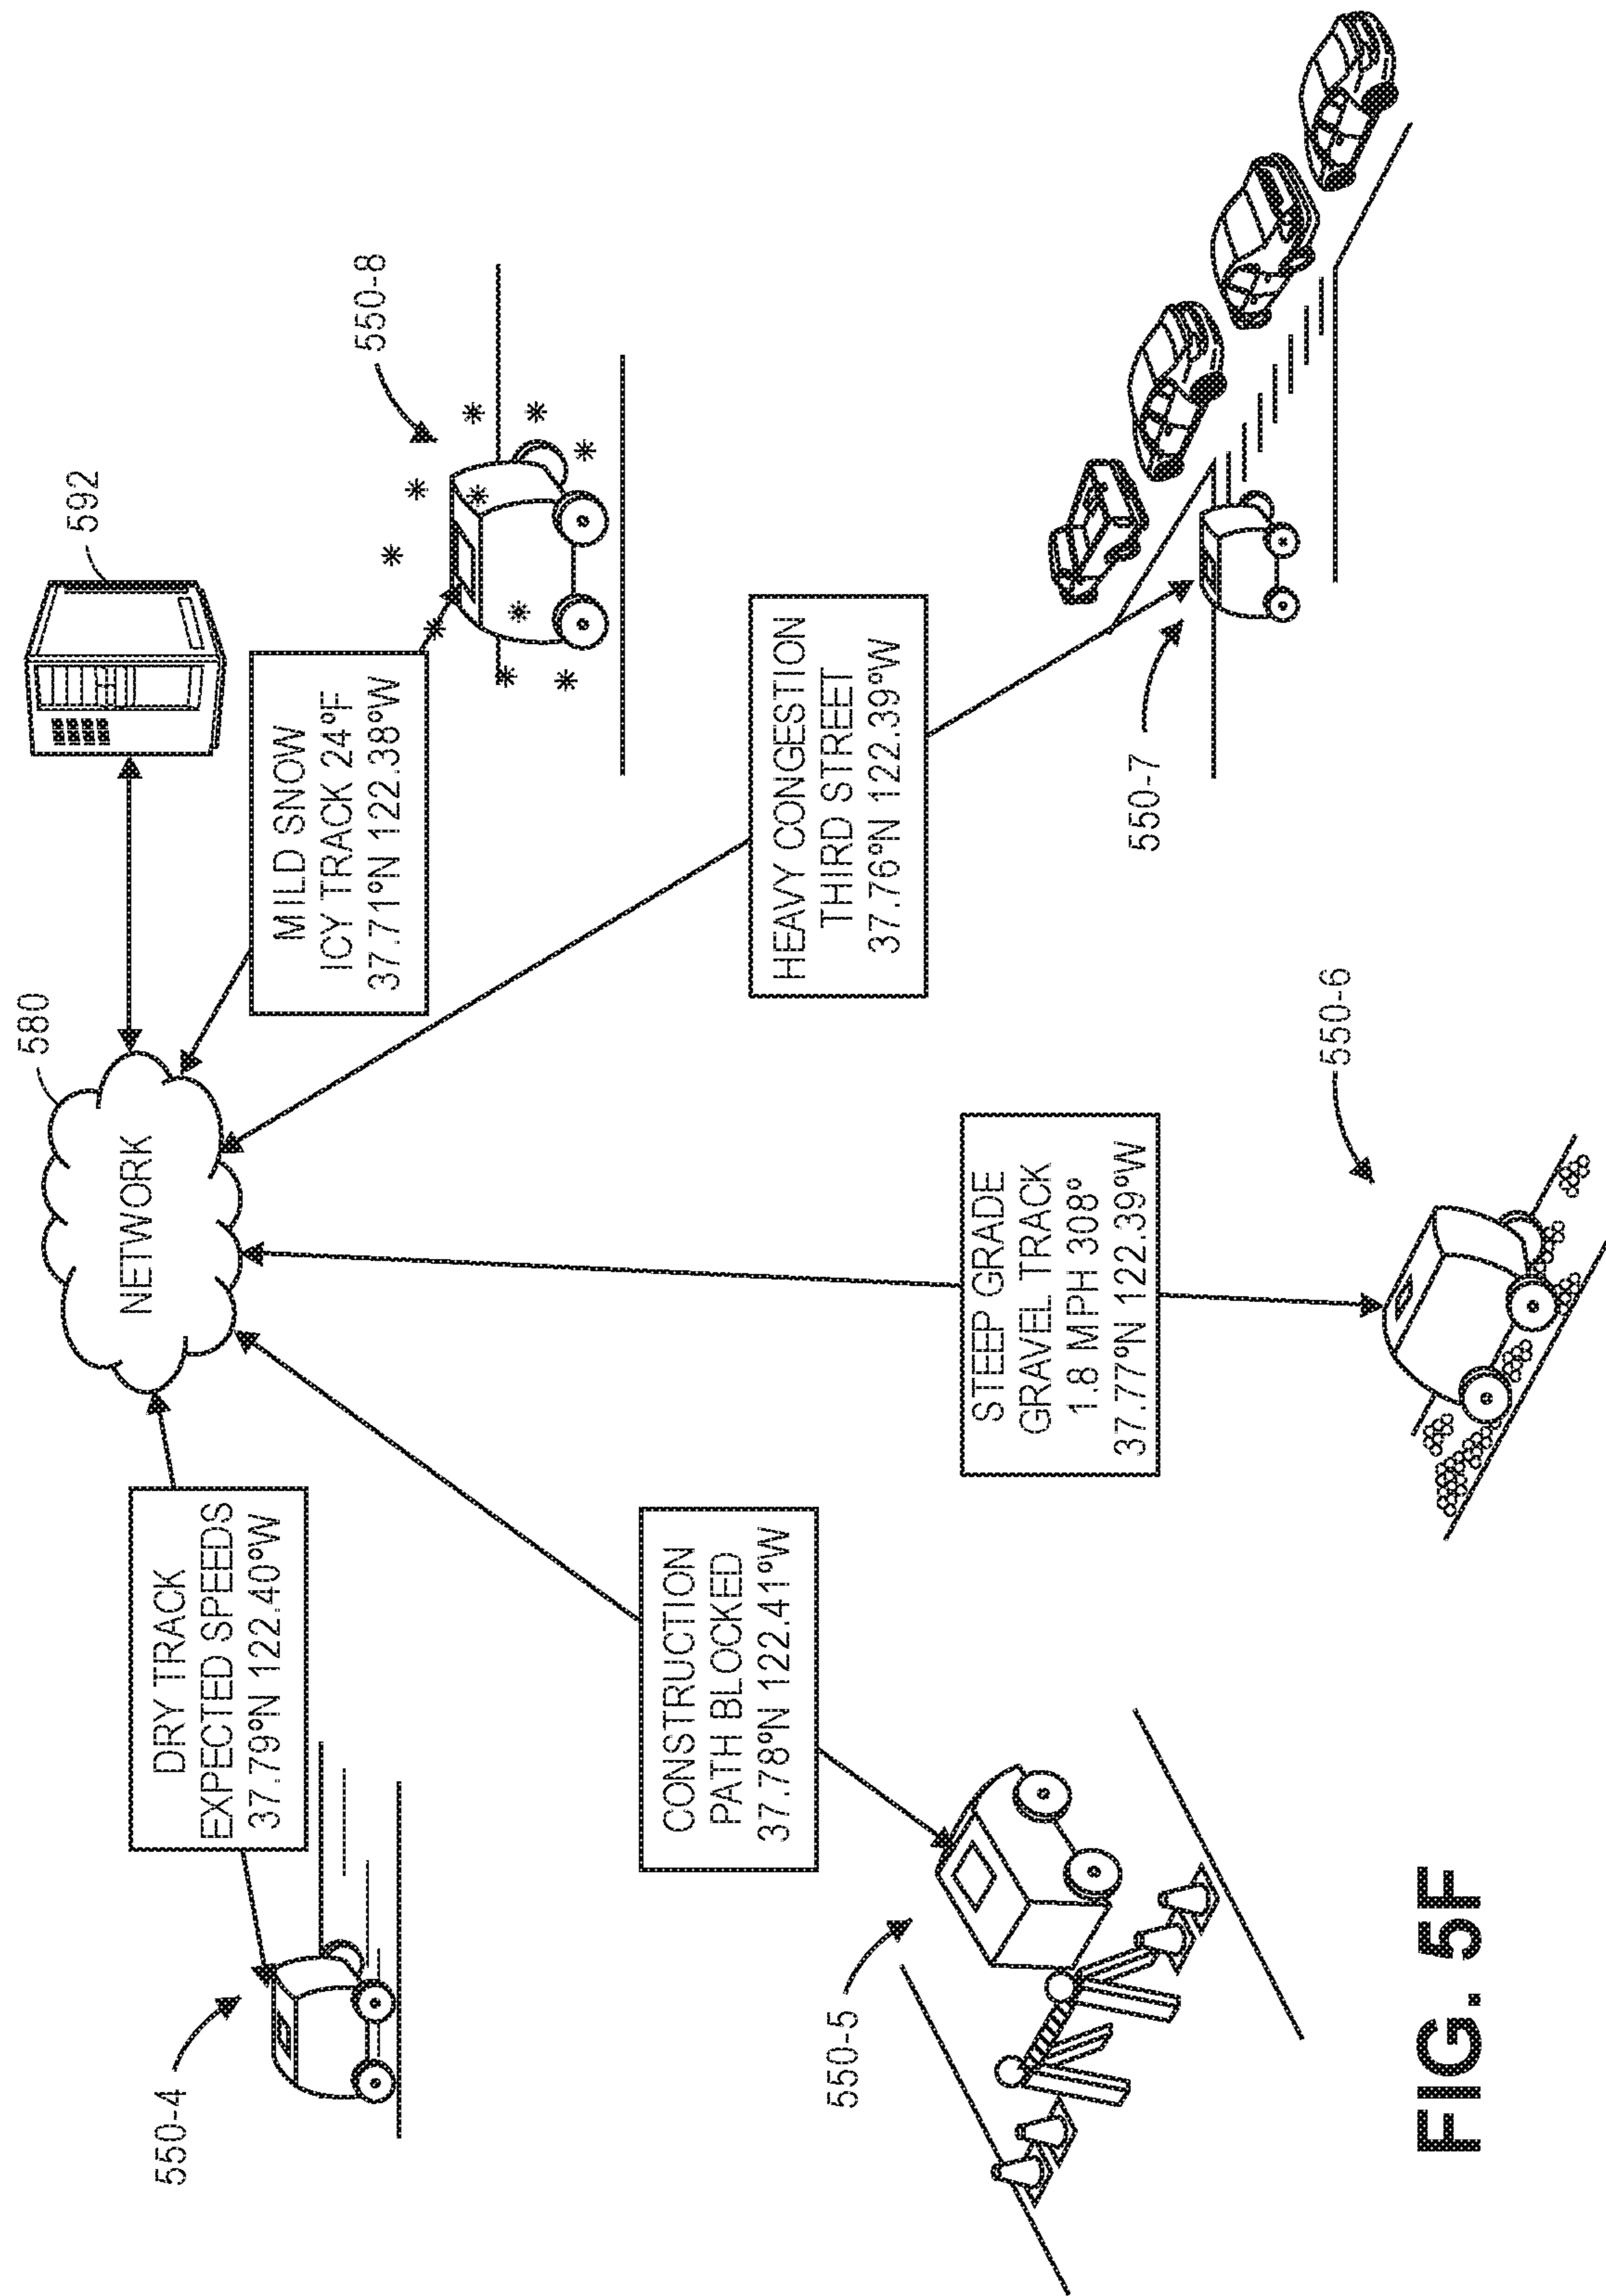 580
592
NETWORK
550-4
DRY TRACK
EXPECTED SPEEDS
37.79°N 122.40°W
MILD SNOW
ICY TRACK 24°F
37.71°N 122.38°W
550-8
CONSTRUCTION
PATH BLOCKED
37.78°N 122.41°W
550-5
STEEP GRADE
GRAVEL TRACK
1.8 MPH 308°
37.77°N 122.39°W
550-6
HEAVY CONGESTION
THIRD STREET
37.76°N 122.39°W
550-7
FIG. 5F